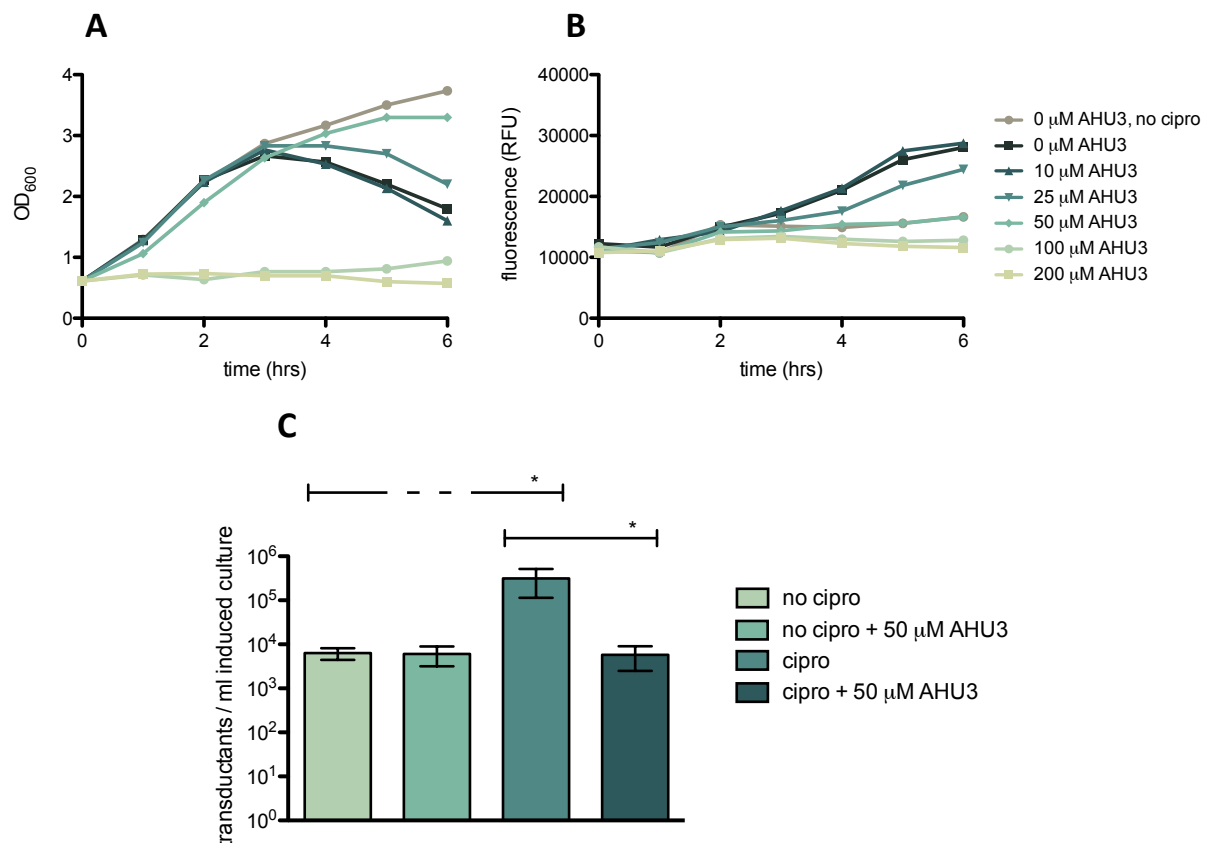 A
B
4
3
2
1
0
OD600
0
2
4
6
time (hrs)
40000
30000
20000
10000
0
fluorescence (RFU)
0
2
4
6
time (hrs)
0 μM AHU3, no cipro
0 μM AHU3
10 μM AHU3
25 μM AHU3
50 μM AHU3
100 μM AHU3
200 μM AHU3
C
*
*
transductants / ml induced culture
10⁶
10⁵
10⁴
10³
10²
10¹
10⁰
no cipro
no cipro + 50 μM AHU3
cipro
cipro + 50 μM AHU3